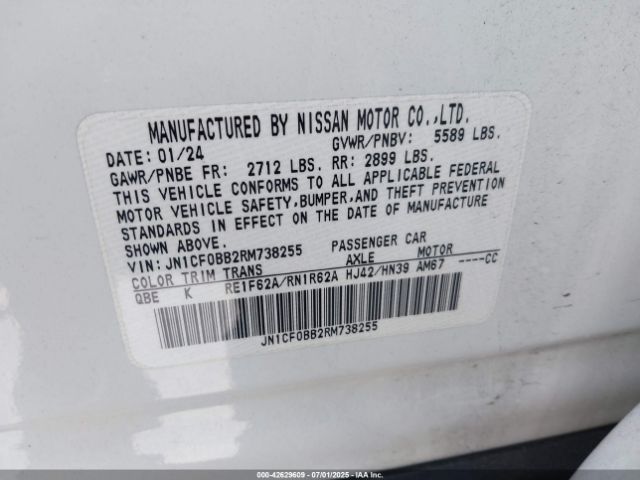 MANUFACTURED BY NISSAN MOTOR CO.,LTD.
DATE: 01/24 GVWR/PNBV: 5589 LBS.
GAWR/PNBE FR: 2712 LBS. RR: 2899 LBS.
THIS VEHICLE CONFORMS TO ALL APPLICABLE FEDERAL
MOTOR VEHICLE SAFETY,BUMPER,AND THEFT PREVENTION
STANDARDS IN EFFECT ON THE DATE OF MANUFACTURE
SHOWN ABOVE.
VIN: JN1CF0BB2RM738255 PASSENGER CAR
COLOR TRIM TRANS AXLE MOTOR
QBE K RE1F62A/RN1R62A HJ42/HN39 AM67 ----CC
JN1CF0BB2RM738255
000-42629609 - 07/01/2025 - IAA Inc.